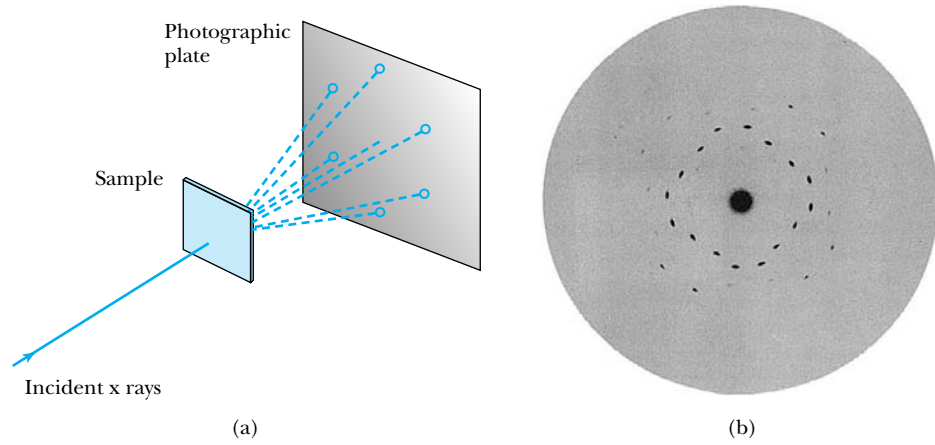 Photographic
plate
Sample
Incident x rays
(a)
(b)